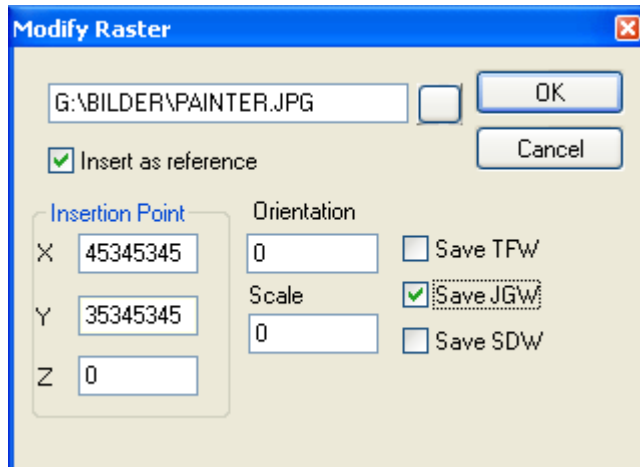 Modify Raster
G:\BILDER\PAINTER.JPG
OK
Insert as reference
Cancel
Insertion Point
Orientation
X 45345345
0
Save TFW
Scale
Save JGW
Y 35345345
0
Save SDW
Z 0